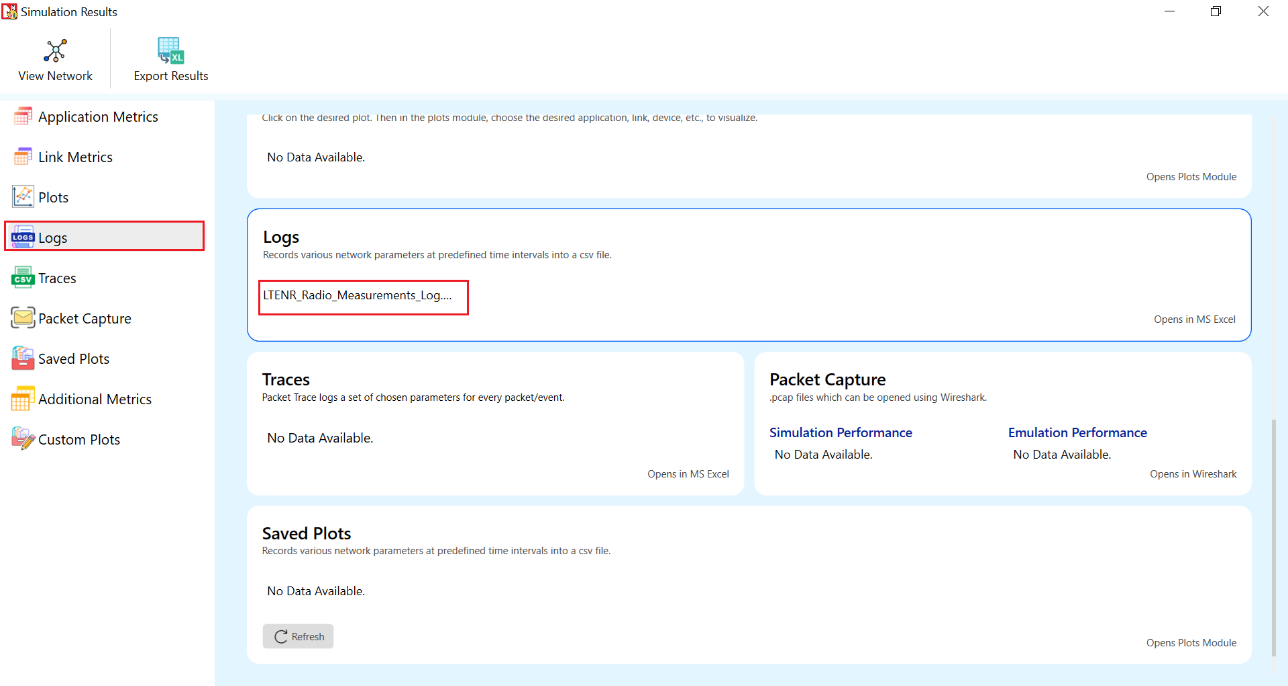 Simulation Results
View Network
Export Results
Application Metrics
Link Metrics
Plots
LOGS Logs
CSV Traces
Packet Capture
Saved Plots
Additional Metrics
Custom Plots
Click on the desired plot. Then in the plots module, choose the desired application, link, device, etc., to visualize.
No Data Available.
Opens Plots Module
Logs
Records various network parameters at predefined time intervals into a csv file.
LTENR_Radio_Measurements_Log....
Opens in MS Excel
Traces
Packet Trace logs a set of chosen parameters for every packet/event.
No Data Available.
Opens in MS Excel
Packet Capture
.pcap files which can be opened using Wireshark.
Simulation Performance
No Data Available.
Emulation Performance
No Data Available.
Opens in Wireshark
Saved Plots
Records various network parameters at predefined time intervals into a csv file.
No Data Available.
Refresh
Opens Plots Module